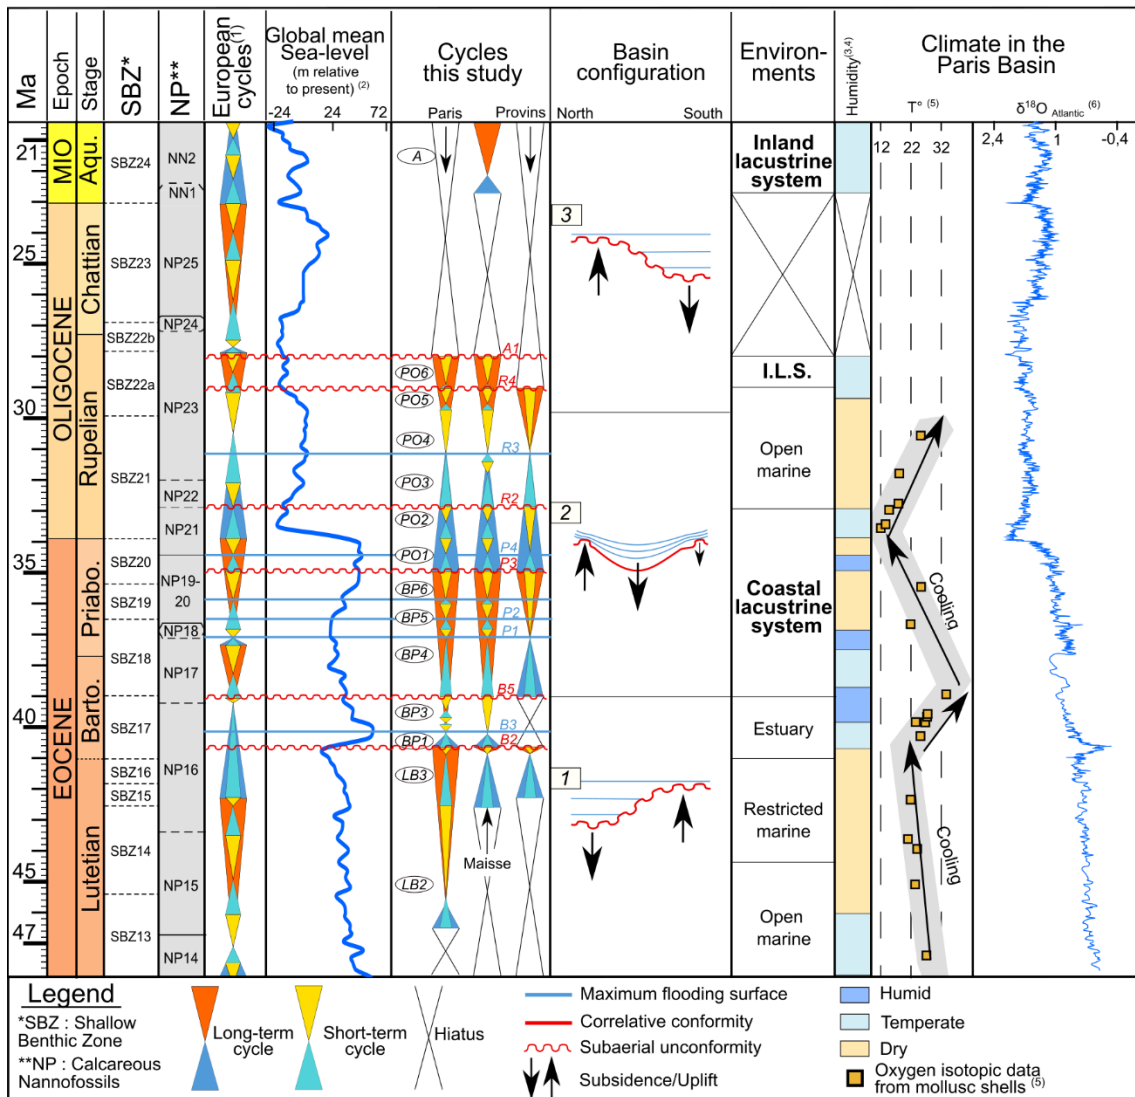 Ma
Epoch
Stage
SBZ*
NP**
European
cycles(1)
Global mean
Sea-level
(m relative
to present) (2)
-24 24 72
Cycles
this study
Paris Provins
Basin
configuration
North South
Environ-
ments
Humidity(3,4)
Climate in the
Paris Basin
T° (5)
12 22 32
δ18O Atlantic (6)
2,4 1 -0,4
21
25
30
35
40
45
47
MIO
OLIGOCENE
EOCENE
Aqu.
Chattian
Rupelian
Priabo.
Barto.
Lutetian
SBZ24
SBZ23
SBZ22b
SBZ22a
SBZ21
SBZ20
SBZ19
SBZ18
SBZ17
SBZ16
SBZ15
SBZ14
SBZ13
NN2
NN1
NP25
NP24
NP23
NP22
NP21
NP19-
20
NP18
NP17
NP16
NP15
NP14
A
PO6
PO5
PO4
PO3
PO2
PO1
BP6
BP5
BP4
BP3
BP1
LB3
LB2
A1
R4
R3
R2
P4
P3
P2
P1
B5
B3
B2
Maisse
3
2
1
Inland
lacustrine
system
I.L.S.
Open
marine
Coastal
lacustrine
system
Estuary
Restricted
marine
Open
marine
Cooling
Cooling
Legend
*SBZ : Shallow
Benthic Zone
**NP : Calcareous
Nannofossils
Long-term
cycle
Short-term
cycle
Hiatus
Maximum flooding surface
Correlative conformity
Subaerial unconformity
Subsidence/Uplift
Humid
Temperate
Dry
Oxygen isotopic data
from mollusc shells (5)